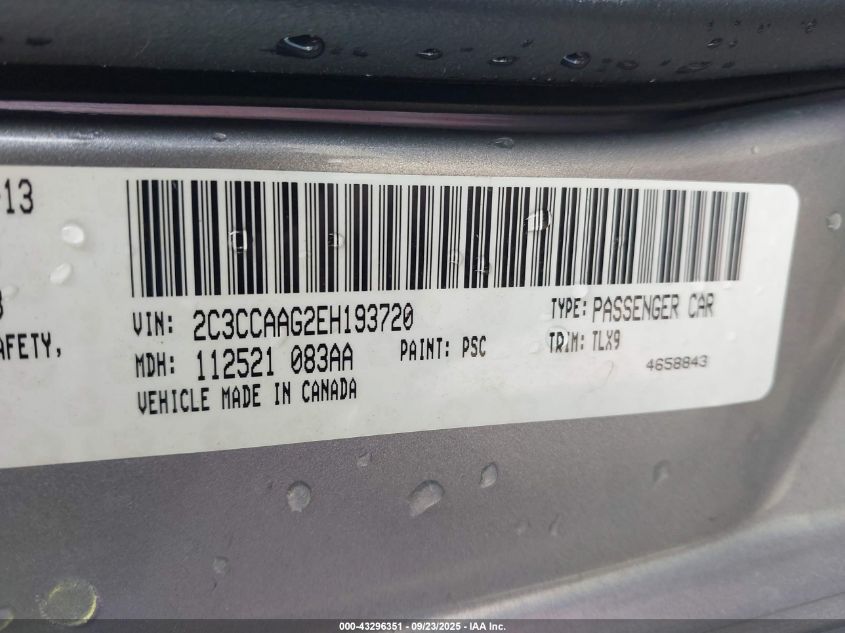 -13
VIN: 2C3CCAAG2EH193720
TYPE: PASSENGER CAR
AFETY,
MDH: 112521 083AA
PAINT: PSC
TRIM: TLX9
4658843
VEHICLE MADE IN CANADA
000-43296351 - 09/23/2025 - IAA Inc.